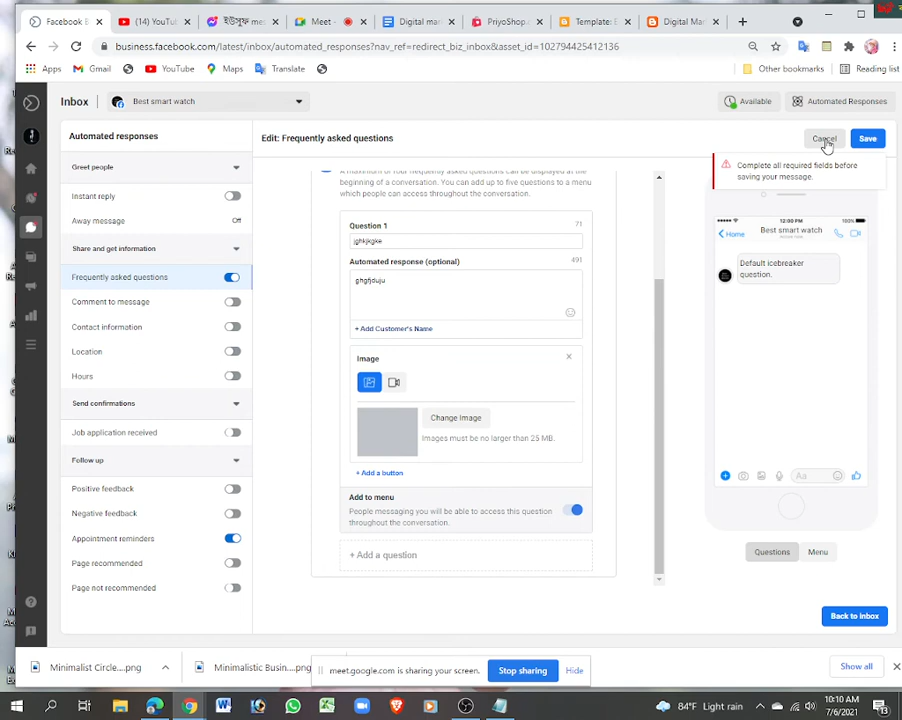 Facebook B
(14) YouTu
ইউসুফ me
Meet -
Digital ma
PriyoShop.
Template: E
Digital Mar
business.facebook.com/latest/inbox/automated_responses?nav_ref=redirect_biz_inbox&asset_id=1027944254121​36
Apps
Gmail
YouTube
Maps
Translate
Other bookmarks
Reading list
Inbox
Best smart watch
Available
Automated Responses
Automated responses
Edit: Frequently asked questions
Cancel
Save
Complete all required fields before
saving your message.
Greet people
Instant reply
Away message
Off
Share and get information
Frequently asked questions
Comment to message
Contact information
Location
Hours
Send confirmations
Job application received
Follow up
Positive feedback
Negative feedback
Appointment reminders
Page recommended
Page not recommended
A maximum of four frequently asked questions can be displayed at the
beginning of a conversation. You can add up to five questions to a menu
which people can access throughout the conversation.
Question 1
71
jghkjkgke
Automated response (optional)
491
ghgfjduju
+ Add Customer's Name
Image
Change Image
Images must be no larger than 25 MB.
+ Add a button
Add to menu
People messaging you will be able to access this question
throughout the conversation.
+ Add a question
12:00 PM
100%
Home
Best smart watch
Default icebreaker
question.
Aa
Questions
Menu
Back to Inbox
Minimalist Circle....png
Minimalistic Busin....png
meet.google.com is sharing your screen.
Stop sharing
Hide
Show all
84°F Light rain
10:10 AM
7/6/2021